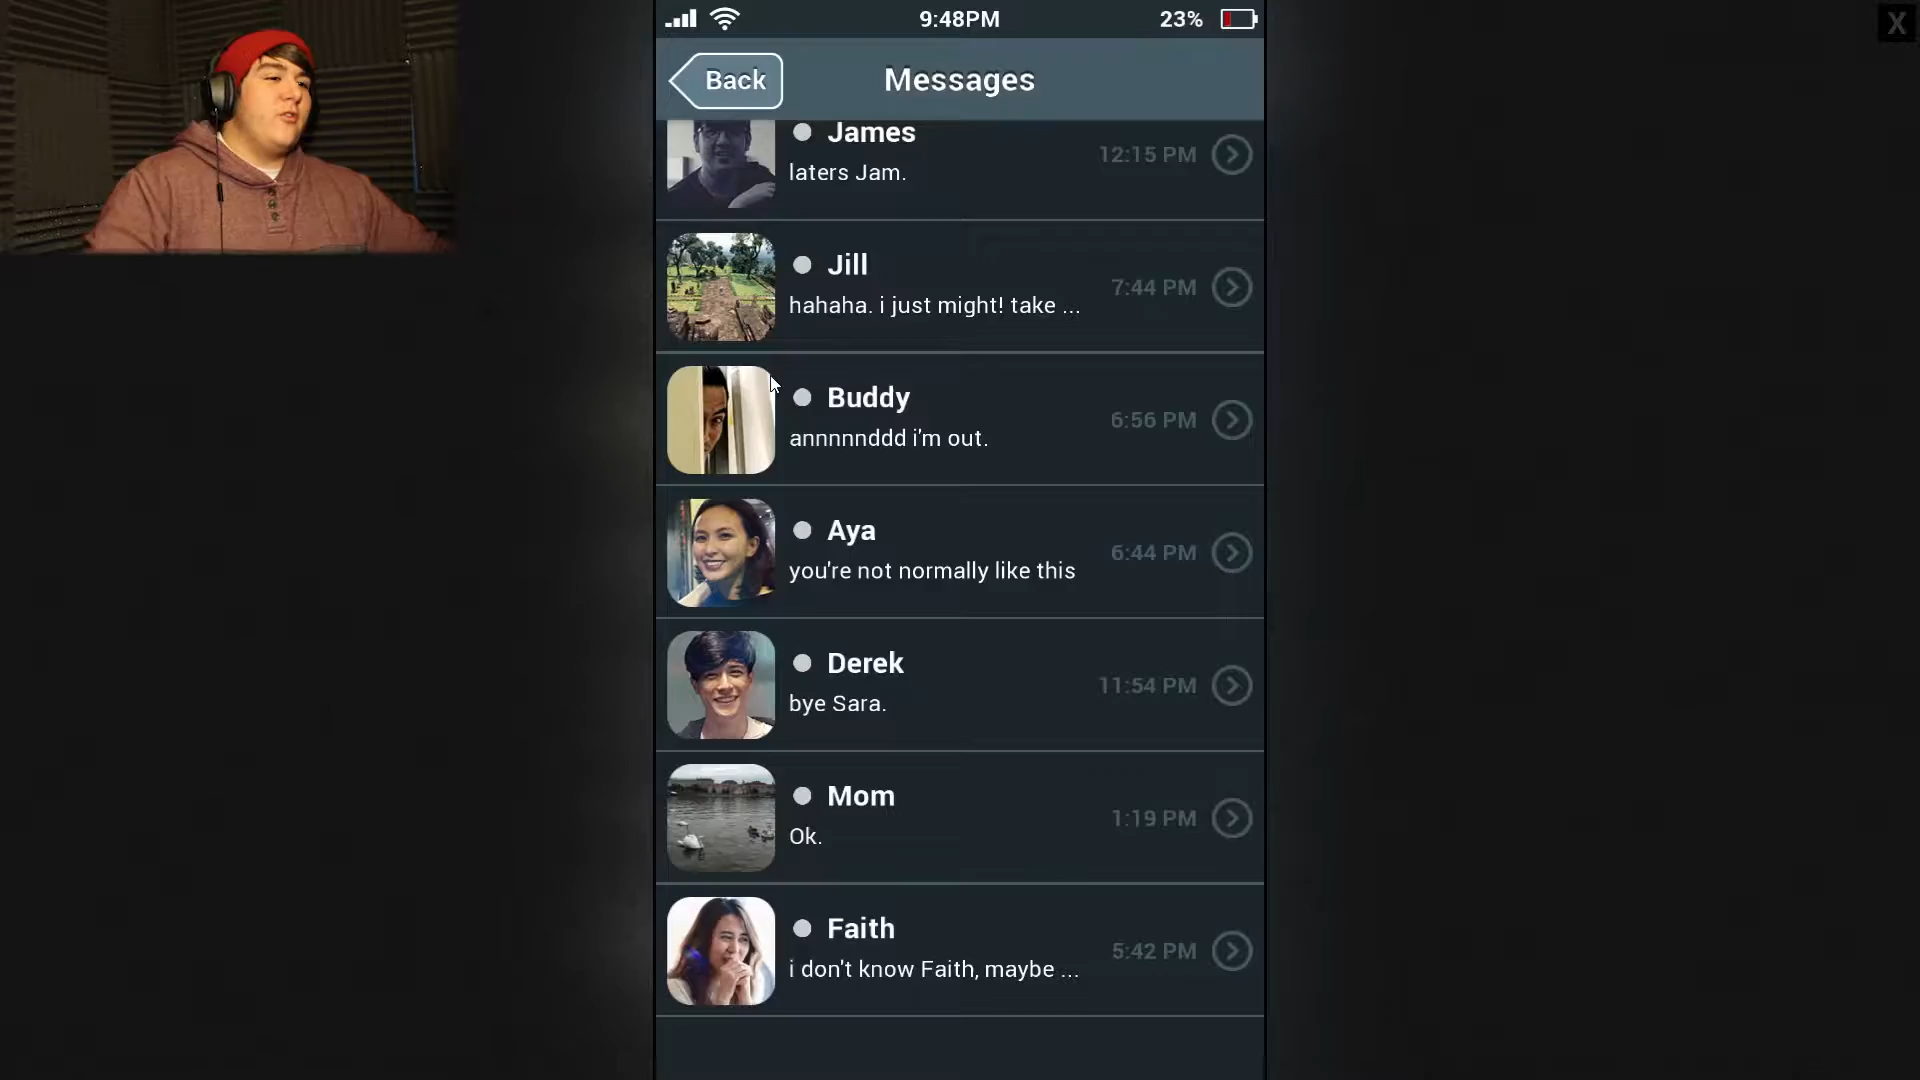 9:48PM 23%
X
Back Messages
James
12:15 PM
laters Jam.
Jill
7:44 PM
hahaha. i just might! take ...
Buddy
6:56 PM
annnnnddd i'm out.
Aya
6:44 PM
you're not normally like this
Derek
11:54 PM
bye Sara.
Mom
1:19 PM
Ok.
Faith
5:42 PM
i don't know Faith, maybe ...